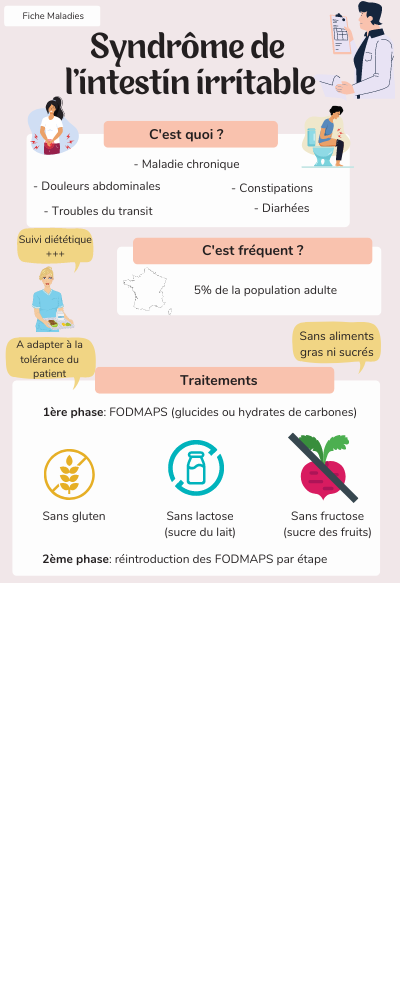 Fiche Maladies
Syndrôme de
l'intestin irritable
C'est quoi ?
- Maladie chronique
- Douleurs abdominales
- Constipations
- Troubles du transit
- Diarhées
Suivi diététique
+++
C'est fréquent ?
5% de la population adulte
A adapter à la
tolérance du
patient
Sans aliments
gras ni sucrés
Traitements
1ère phase: FODMAPS (glucides ou hydrates de carbones)
Sans gluten
Sans lactose
(sucre du lait)
Sans fructose
(sucre des fruits)
2ème phase: réintroduction des FODMAPS par étape